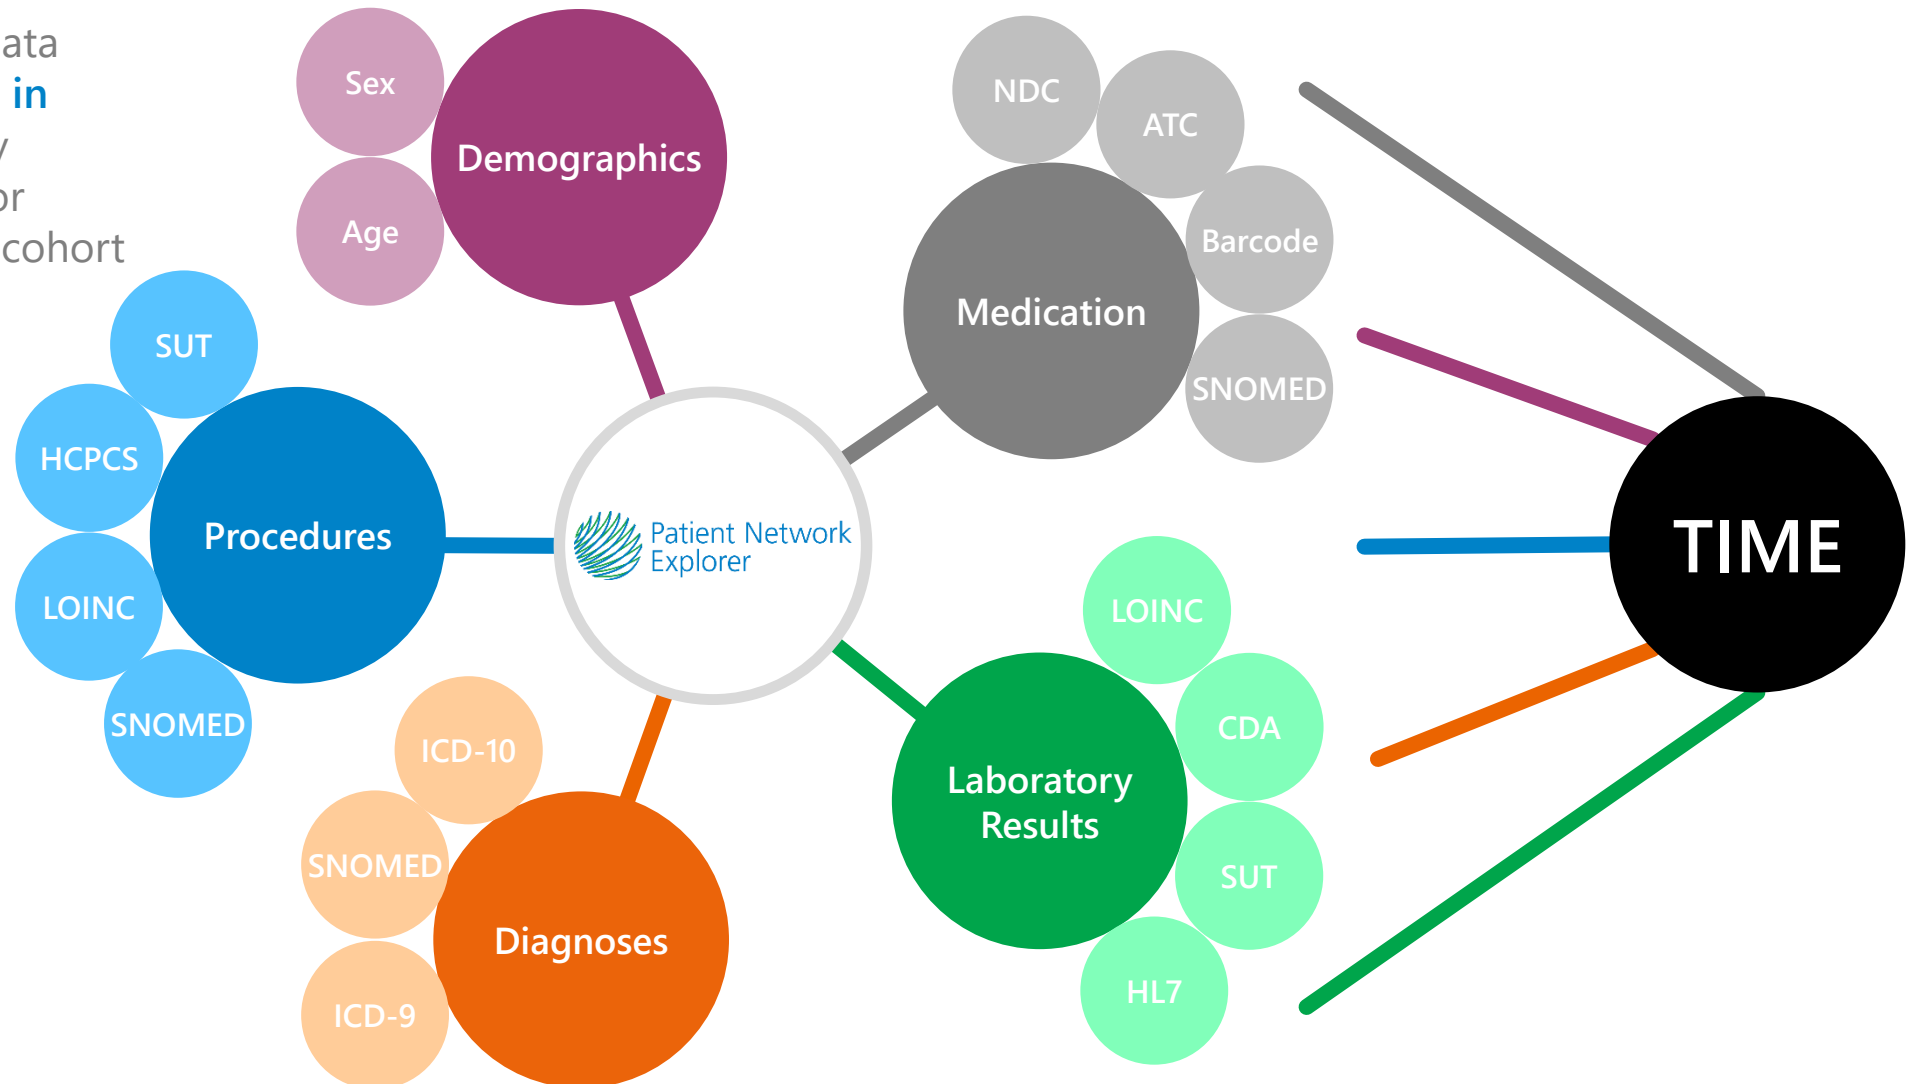 ata
in
cohort
Sex
Age
Demographics
NDC
ATC
Barcode
SNOMED
Medication
SUT
HCPCS
LOINC
SNOMED
Procedures
Patient Network
Explorer
TIME
ICD-10
SNOMED
ICD-9
Diagnoses
LOINC
CDA
SUT
HL7
Laboratory
Results